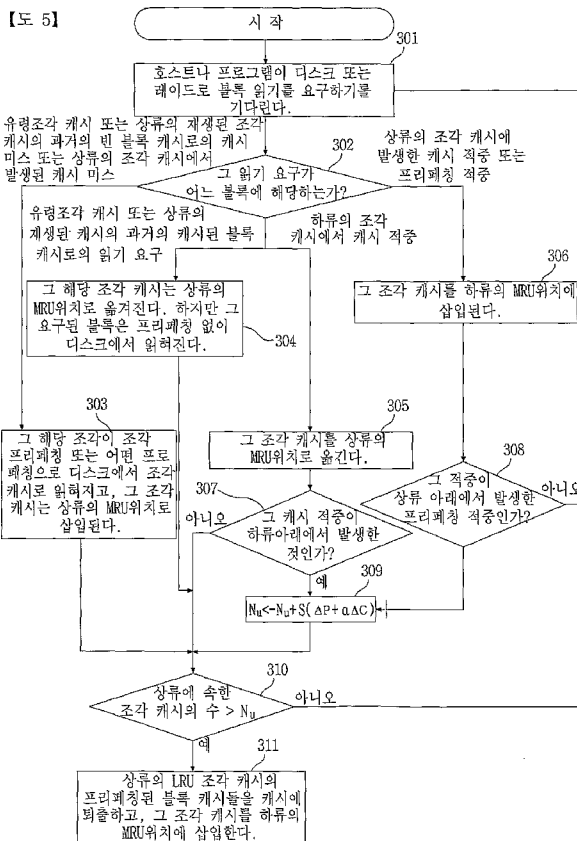 【도 5】
시 작
301
호스트나 프로그램이 디스크 또는
레이드로 블록 읽기를 요구하기를
기다린다.
유령조각 캐시 또는 상류의 재생된 조각
캐시의 과거의 빈 블록 캐시로의 캐시
미스 또는 상류의 조각 캐시에서
발생된 캐시 미스
302
그 읽기 요구가
어느 블록에 해당하는가?
상류의 조각 캐시에
발생한 캐시 적중 또는
프리페칭 적중
유령조각 캐시 또는 상류의
재생된 캐시의 과거의 캐시된 블록
캐시로의 읽기 요구
하류의 조각
캐시에서 캐시 적중
306
그 조각 캐시를 하류의 MRU위치에
삽입된다.
그 해당 조각 캐시는 상류의
MRU위치로 옮겨진다. 하지만 그
요구된 블록은 프리페칭 없이
디스크에서 읽혀진다.
304
303
그 해당 조각이 조각
프리페칭 또는 어떤 프로
페칭으로 디스크에서 조각
캐시로 읽혀지고, 그 조각
캐시는 상류의 MRU위치로
삽입된다.
305
그 조각 캐시를 상류의
MRU위치로 옮긴다.
308
그 적중이
상류 아래에서 발생한
프리페칭 적중인가?
아니오
307
아니오
그 캐시 적중이
하류아래에서 발생한
것인가?
예
309
Nu<-Nu+S(ΔP+αΔC)
310
상류에 속한
조각 캐시의 수 > Nu
아니오
예
311
상류의 LRU 조각 캐시의
프리페칭된 블록 캐시들을 캐시에
퇴출하고, 그 조각 캐시를 하류의
MRU위치에 삽입한다.